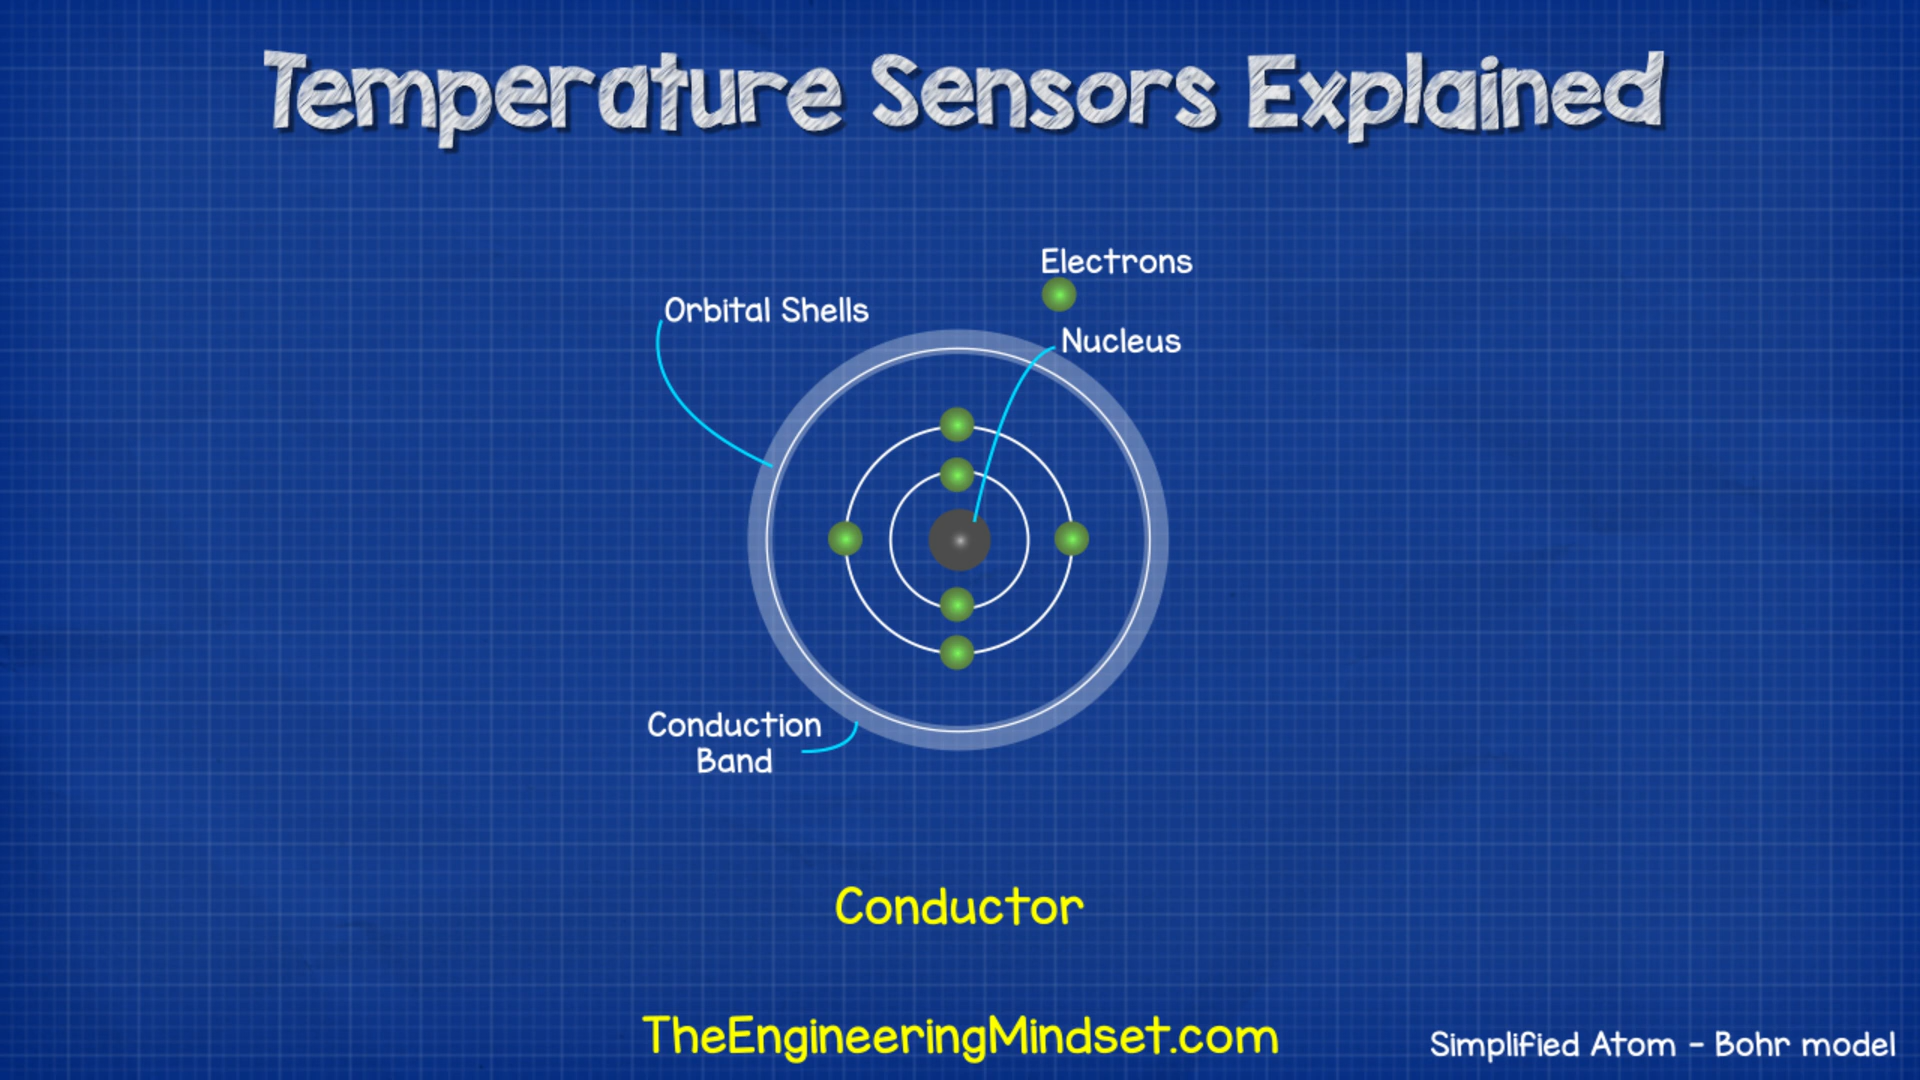 Temperature Sensors Explained
Electrons
Orbital Shells
Nucleus
Conduction
Band
Conductor
TheEngineeringMindset.com
Simplified Atom - Bohr model